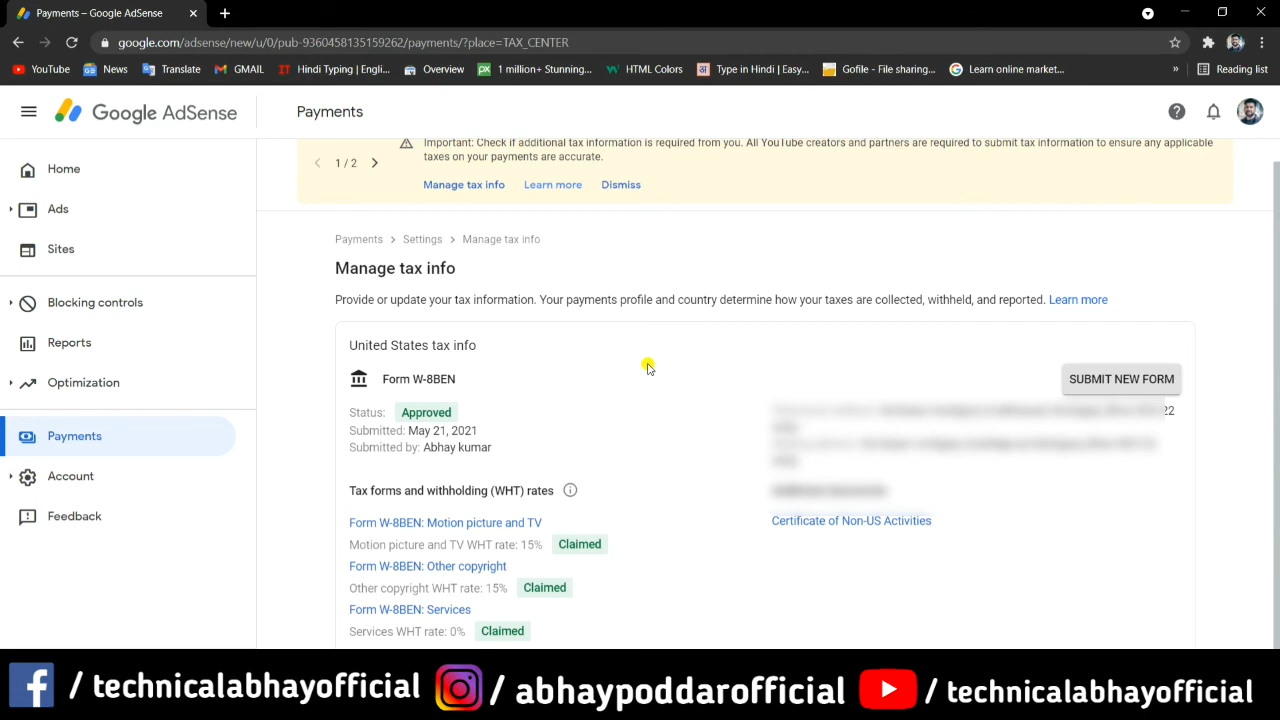 Payments – Google AdSense
google.com/adsense/new/u/0/pub-9360458135159262/payments/?place=TAX_CENTER
YouTube
News
Translate
GMAIL
Hindi Typing | Engli...
Overview
1 million+ Stunning...
HTML Colors
Type in Hindi | Easy...
Gofile - File sharing...
Learn online market...
»
Reading list
Google AdSense
Payments
Home
Ads
Sites
Blocking controls
Reports
Optimization
Payments
Account
Feedback
1 / 2
Important: Check if additional tax information is required from you. All YouTube creators and partners are required to submit tax information to ensure any applicable
taxes on your payments are accurate.
Manage tax info Learn more Dismiss
Payments > Settings > Manage tax info
Manage tax info
Provide or update your tax information. Your payments profile and country determine how your taxes are collected, withheld, and reported. Learn more
United States tax info
Form W-8BEN
SUBMIT NEW FORM
Status: Approved
22
Submitted: May 21, 2021
Submitted by: Abhay kumar
Tax forms and withholding (WHT) rates
Form W-8BEN: Motion picture and TV
Certificate of Non-US Activities
Motion picture and TV WHT rate: 15% Claimed
Form W-8BEN: Other copyright
Other copyright WHT rate: 15% Claimed
Form W-8BEN: Services
Services WHT rate: 0% Claimed
/ technicalabhayofficial
/ abhaypoddarofficial
/ technicalabhayofficial